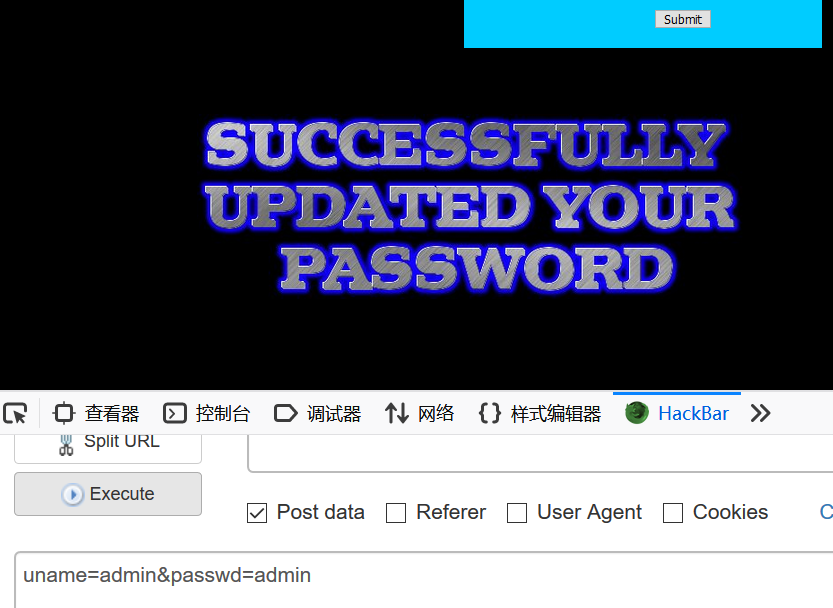 Submit
SUCCESSFULLY
UPDATED YOUR
PASSWORD
查看器 控制台 调试器 网络 样式编辑器 HackBar
Split URL
Execute
Post data Referer User Agent Cookies C
uname=admin&passwd=admin